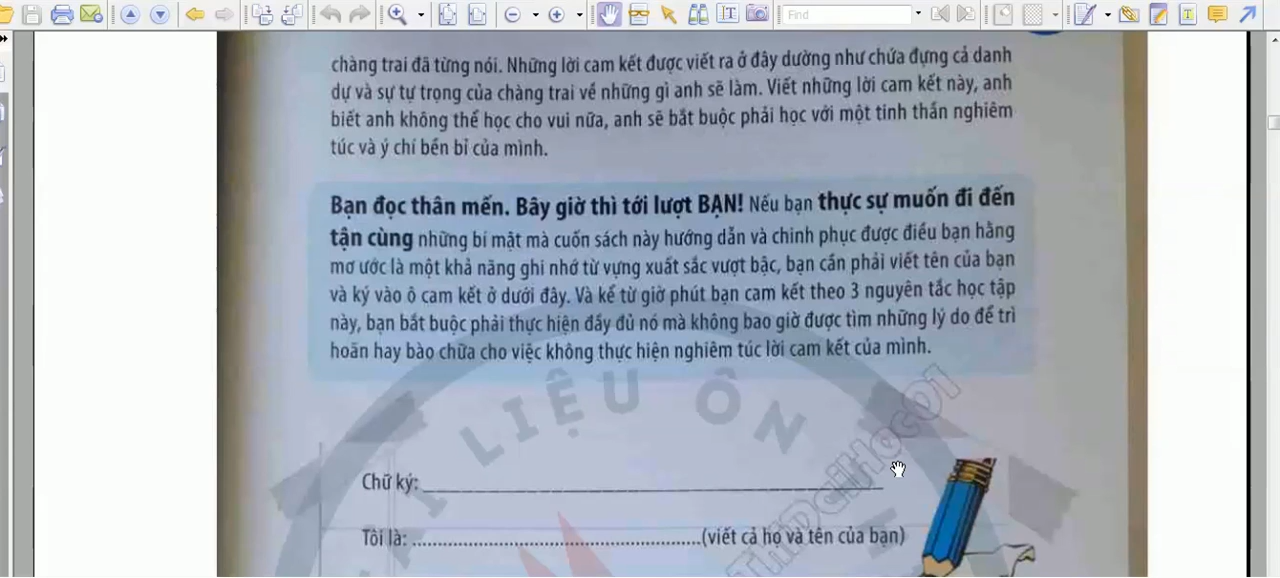 Find
chàng trai đã từng nói. Những lời cam kết được viết ra ở đây dường như chứa đựng cả danh
dự và sự tự trọng của chàng trai về những gì anh sẽ làm. Viết những lời cam kết này, anh
biết anh không thể học cho vui nữa, anh sẽ bắt buộc phải học với một tinh thần nghiêm
túc và ý chí bền bỉ của mình.
Bạn đọc thân mến. Bây giờ thì tới lượt BẠN! Nếu bạn thực sự muốn đi đến
tận cùng những bí mật mà cuốn sách này hướng dẫn và chinh phục được điều bạn hằng
mơ ước là một khả năng ghi nhớ từ vựng xuất sắc vượt bậc, bạn cần phải viết tên của bạn
và ký vào ô cam kết ở dưới đây. Và kể từ giờ phút bạn cam kết theo 3 nguyên tắc học tập
này, bạn bắt buộc phải thực hiện đầy đủ nó mà không bao giờ được tìm những lý do để trì
hoãn hay bào chữa cho việc không thực hiện nghiêm túc lời cam kết của mình.
TÀI LIỆU ÔN
ThiDaiHoc01
Chữ ký:
Tôi là: (viết cả họ và tên của bạn)